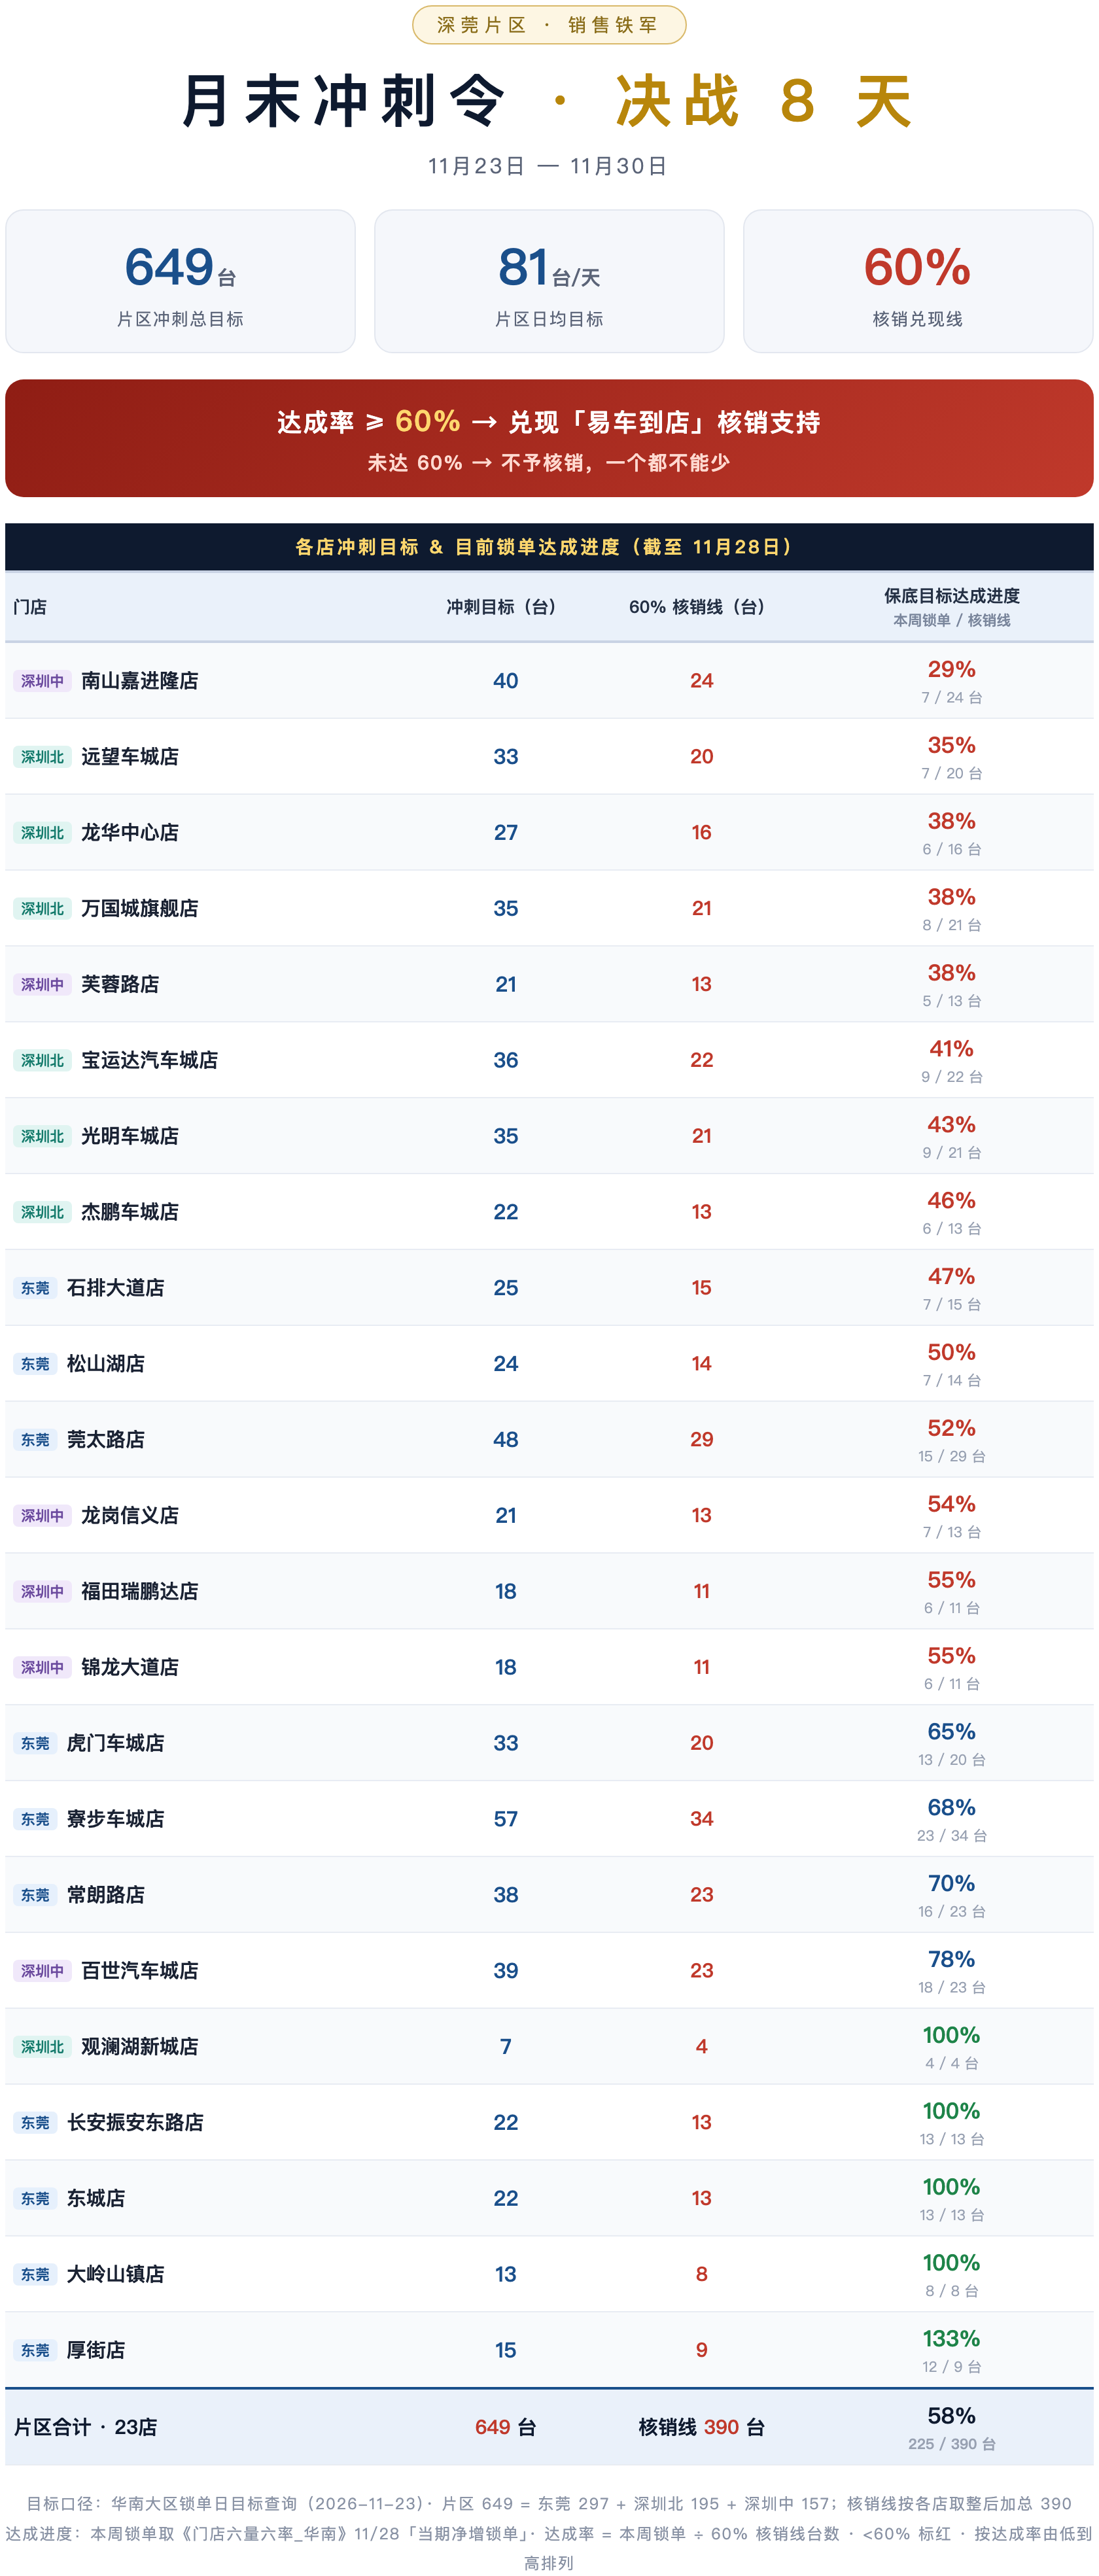 深莞片区 · 销售铁军
月末冲刺令 · 决战 8 天
11月23日 — 11月30日
649台
片区冲刺总目标
81台/天
片区日均目标
60%
核销兑现线
达成率 ≥ 60% → 兑现「易车到店」核销支持
未达 60% → 不予核销，一个都不能少
各店冲刺目标 & 目前锁单达成进度（截至 11月28日）
门店 冲刺目标（台） 60% 核销线（台） 保底目标达成进度
本周锁单 / 核销线
深圳中 南山嘉进隆店 40 24 29%
7 / 24 台
深圳北 远望车城店 33 20 35%
7 / 20 台
深圳北 龙华中心店 27 16 38%
6 / 16 台
深圳北 万国城旗舰店 35 21 38%
8 / 21 台
深圳中 芙蓉路店 21 13 38%
5 / 13 台
深圳北 宝运达汽车城店 36 22 41%
9 / 22 台
深圳北 光明车城店 35 21 43%
9 / 21 台
深圳北 杰鹏车城店 22 13 46%
6 / 13 台
东莞 石排大道店 25 15 47%
7 / 15 台
东莞 松山湖店 24 14 50%
7 / 14 台
东莞 莞太路店 48 29 52%
15 / 29 台
深圳中 龙岗信义店 21 13 54%
7 / 13 台
深圳中 福田瑞鹏达店 18 11 55%
6 / 11 台
深圳中 锦龙大道店 18 11 55%
6 / 11 台
东莞 虎门车城店 33 20 65%
13 / 20 台
东莞 寮步车城店 57 34 68%
23 / 34 台
东莞 常朗路店 38 23 70%
16 / 23 台
深圳中 百世汽车城店 39 23 78%
18 / 23 台
深圳北 观澜湖新城店 7 4 100%
4 / 4 台
东莞 长安振安东路店 22 13 100%
13 / 13 台
东莞 东城店 22 13 100%
13 / 13 台
东莞 大岭山镇店 13 8 100%
8 / 8 台
东莞 厚街店 15 9 133%
12 / 9 台
片区合计 · 23店 649 台 核销线 390 台 58%
225 / 390 台
目标口径：华南大区锁单日目标查询（2026-11-23）· 片区 649 = 东莞 297 + 深圳北 195 + 深圳中 157；核销线按各店取整后加总 390
达成进度：本周锁单取《门店六量六率_华南》11/28「当期净增锁单」· 达成率 = 本周锁单 ÷ 60% 核销线台数 · <60% 标红 · 按达成率由低到
高排列